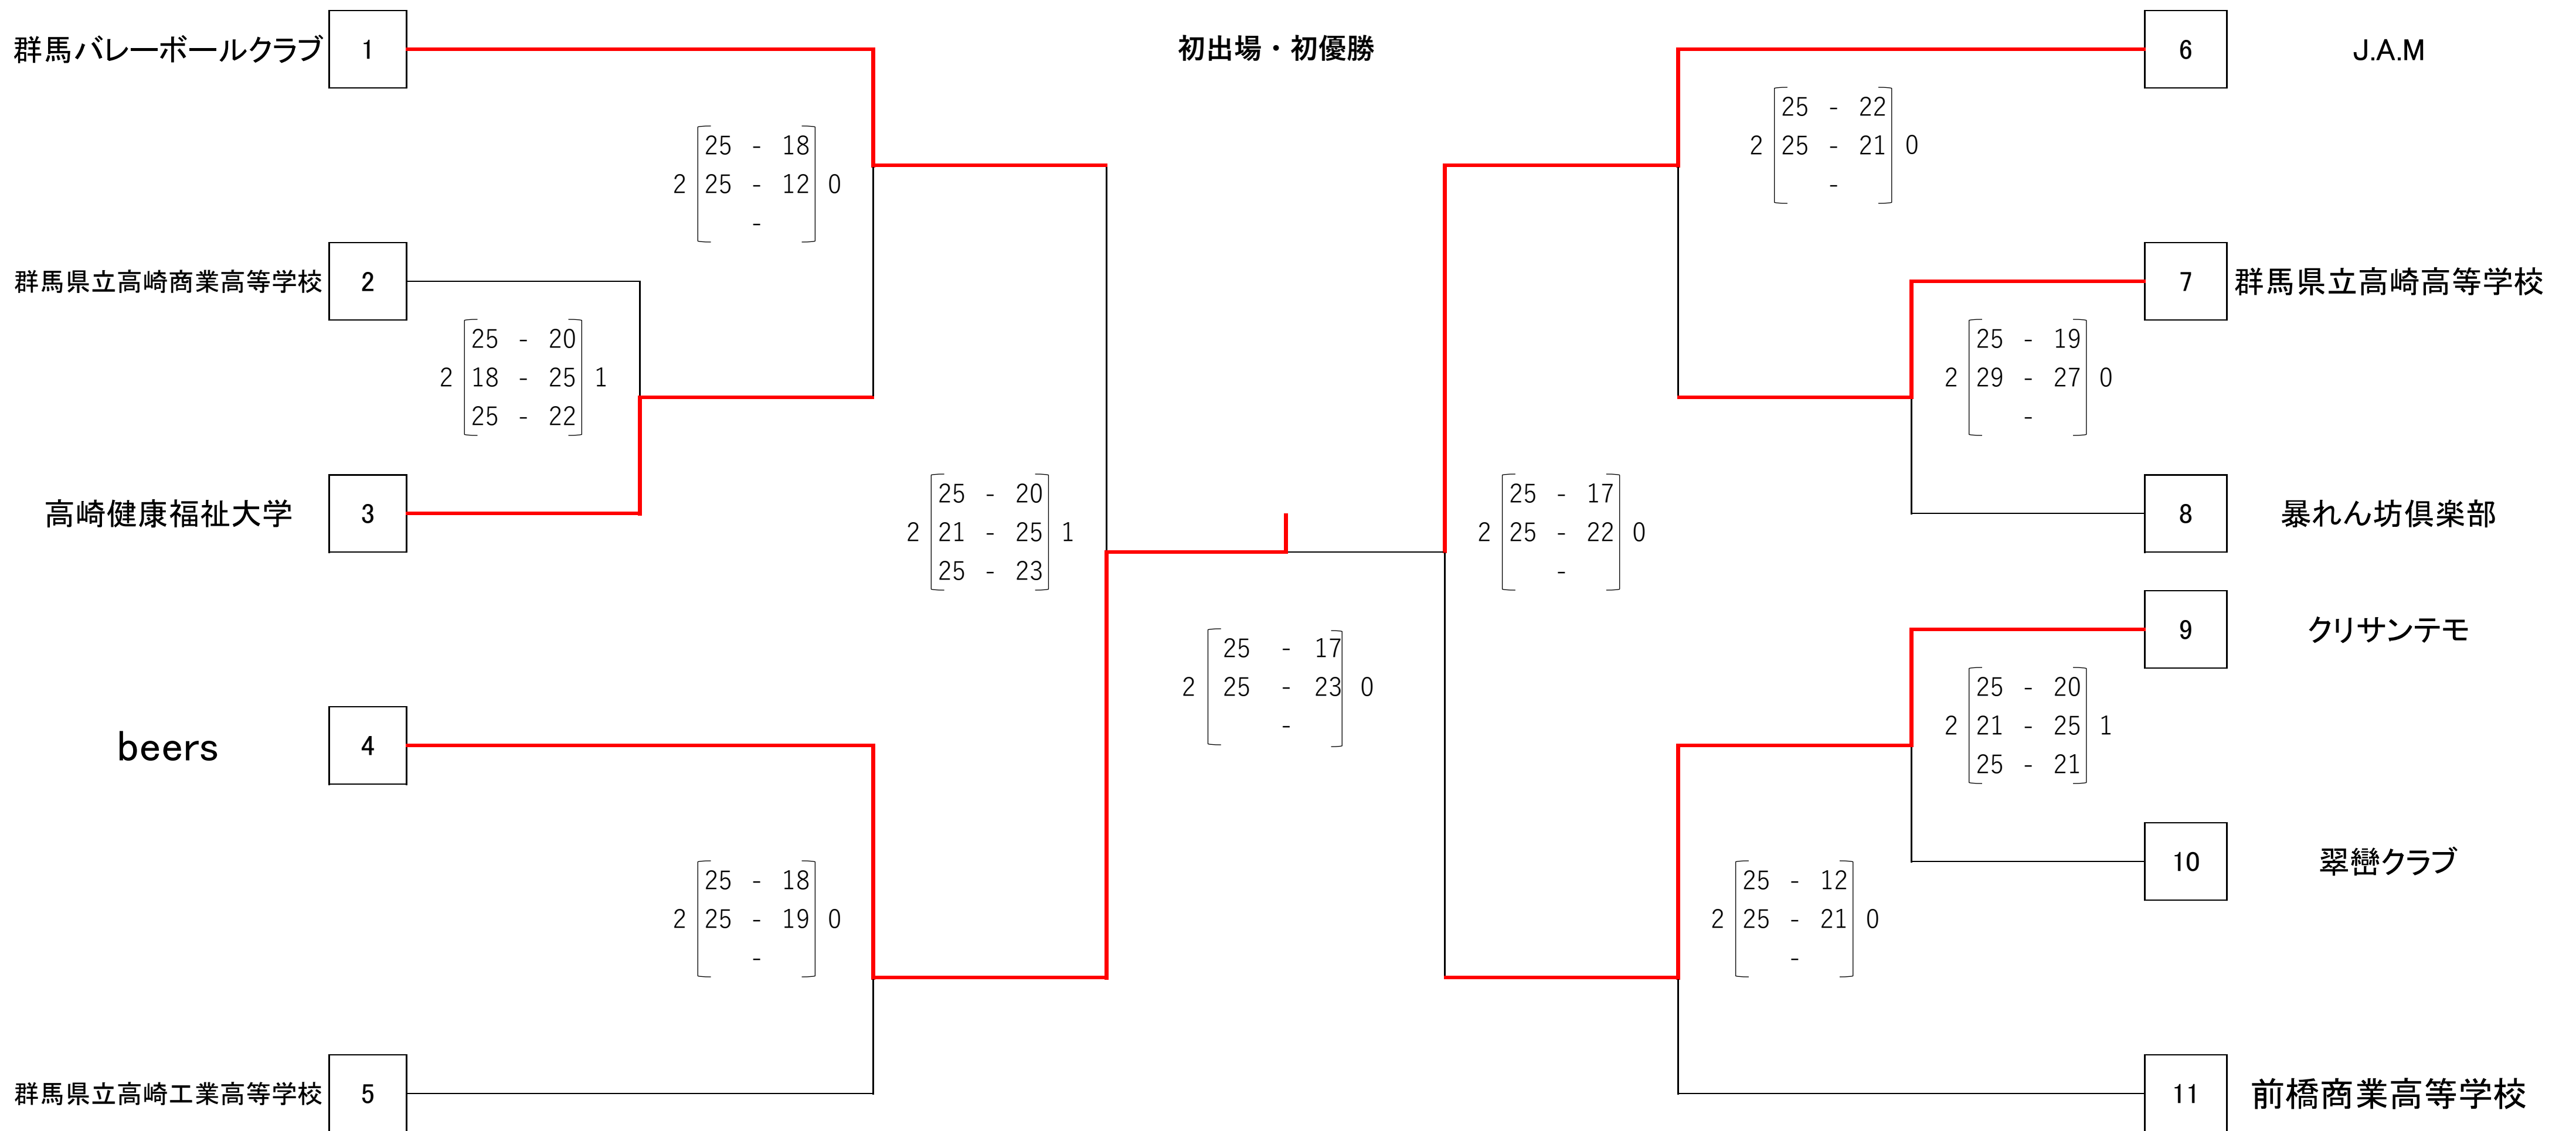 群馬バレーボールクラブ 1
初出場・初優勝
6 J.A.M
25 - 18
2 25 - 12 0
-
25 - 22
2 25 - 21 0
-
群馬県立高崎商業高等学校 2
7 群馬県立高崎高等学校
25 - 20
2 18 - 25 1
25 - 22
25 - 19
2 29 - 27 0
-
高崎健康福祉大学 3
25 - 20
2 21 - 25 1
25 - 23
25 - 17
2 25 - 22 0
-
8 暴れん坊倶楽部
9 クリサンテモ
25 - 17
2 25 - 23 0
-
25 - 20
2 21 - 25 1
25 - 21
beers 4
10 翠巒クラブ
25 - 18
2 25 - 19 0
-
25 - 12
2 25 - 21 0
-
群馬県立高崎工業高等学校 5
11 前橋商業高等学校